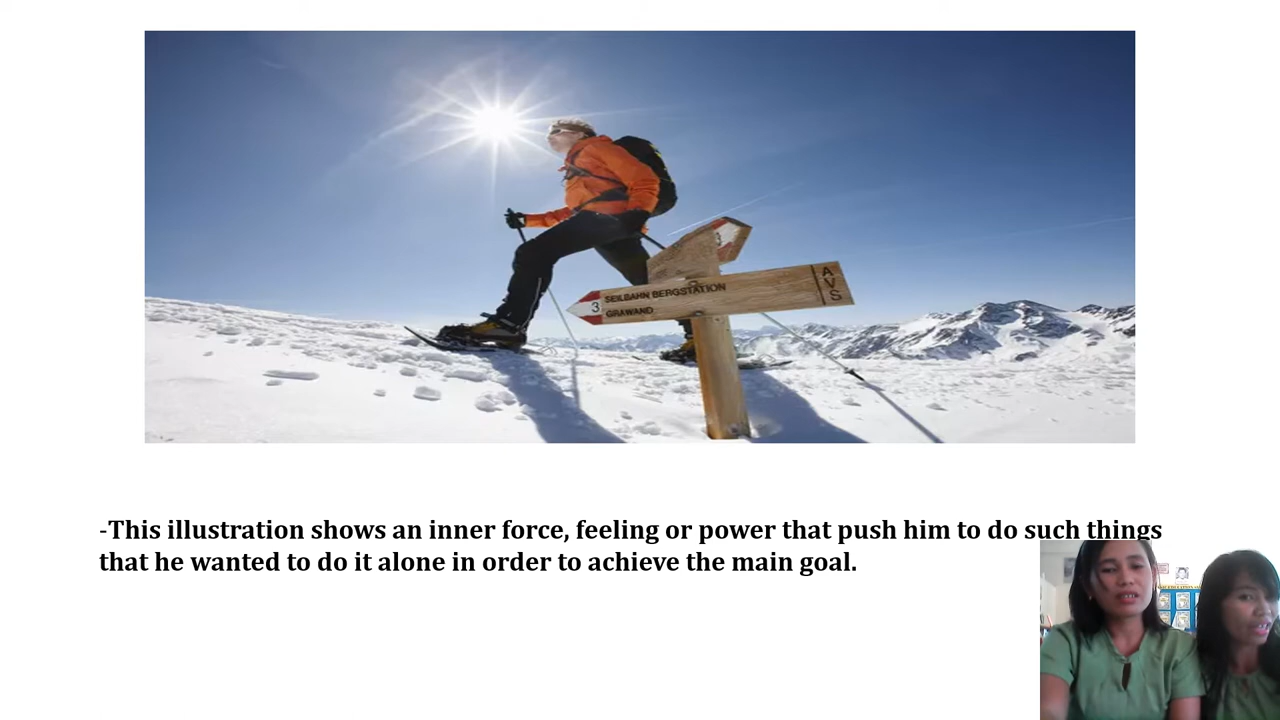 SEILBAHN BERGSTATION
3
GRAWAND
AVS
-This illustration shows an inner force, feeling or power that push him to do such things
that he wanted to do it alone in order to achieve the main goal.